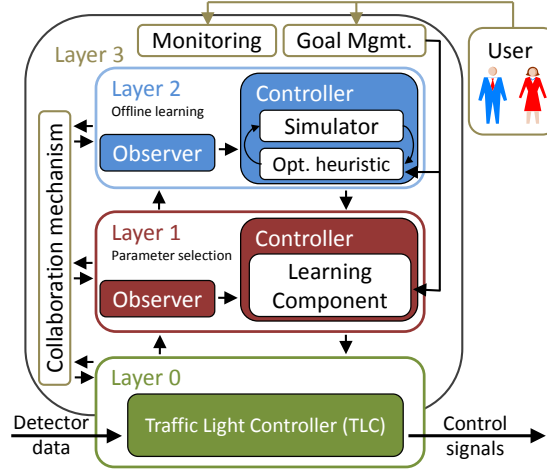 Monitoring
Goal Mgmt.
Layer 3
User
Layer 2
Offline learning
Controller
Simulator
Opt. heuristic
Observer
Collaboration mechanism
Layer 1
Parameter selection
Controller
Learning
Component
Observer
Layer 0
Traffic Light Controller (TLC)
Detector
data
Control
signals